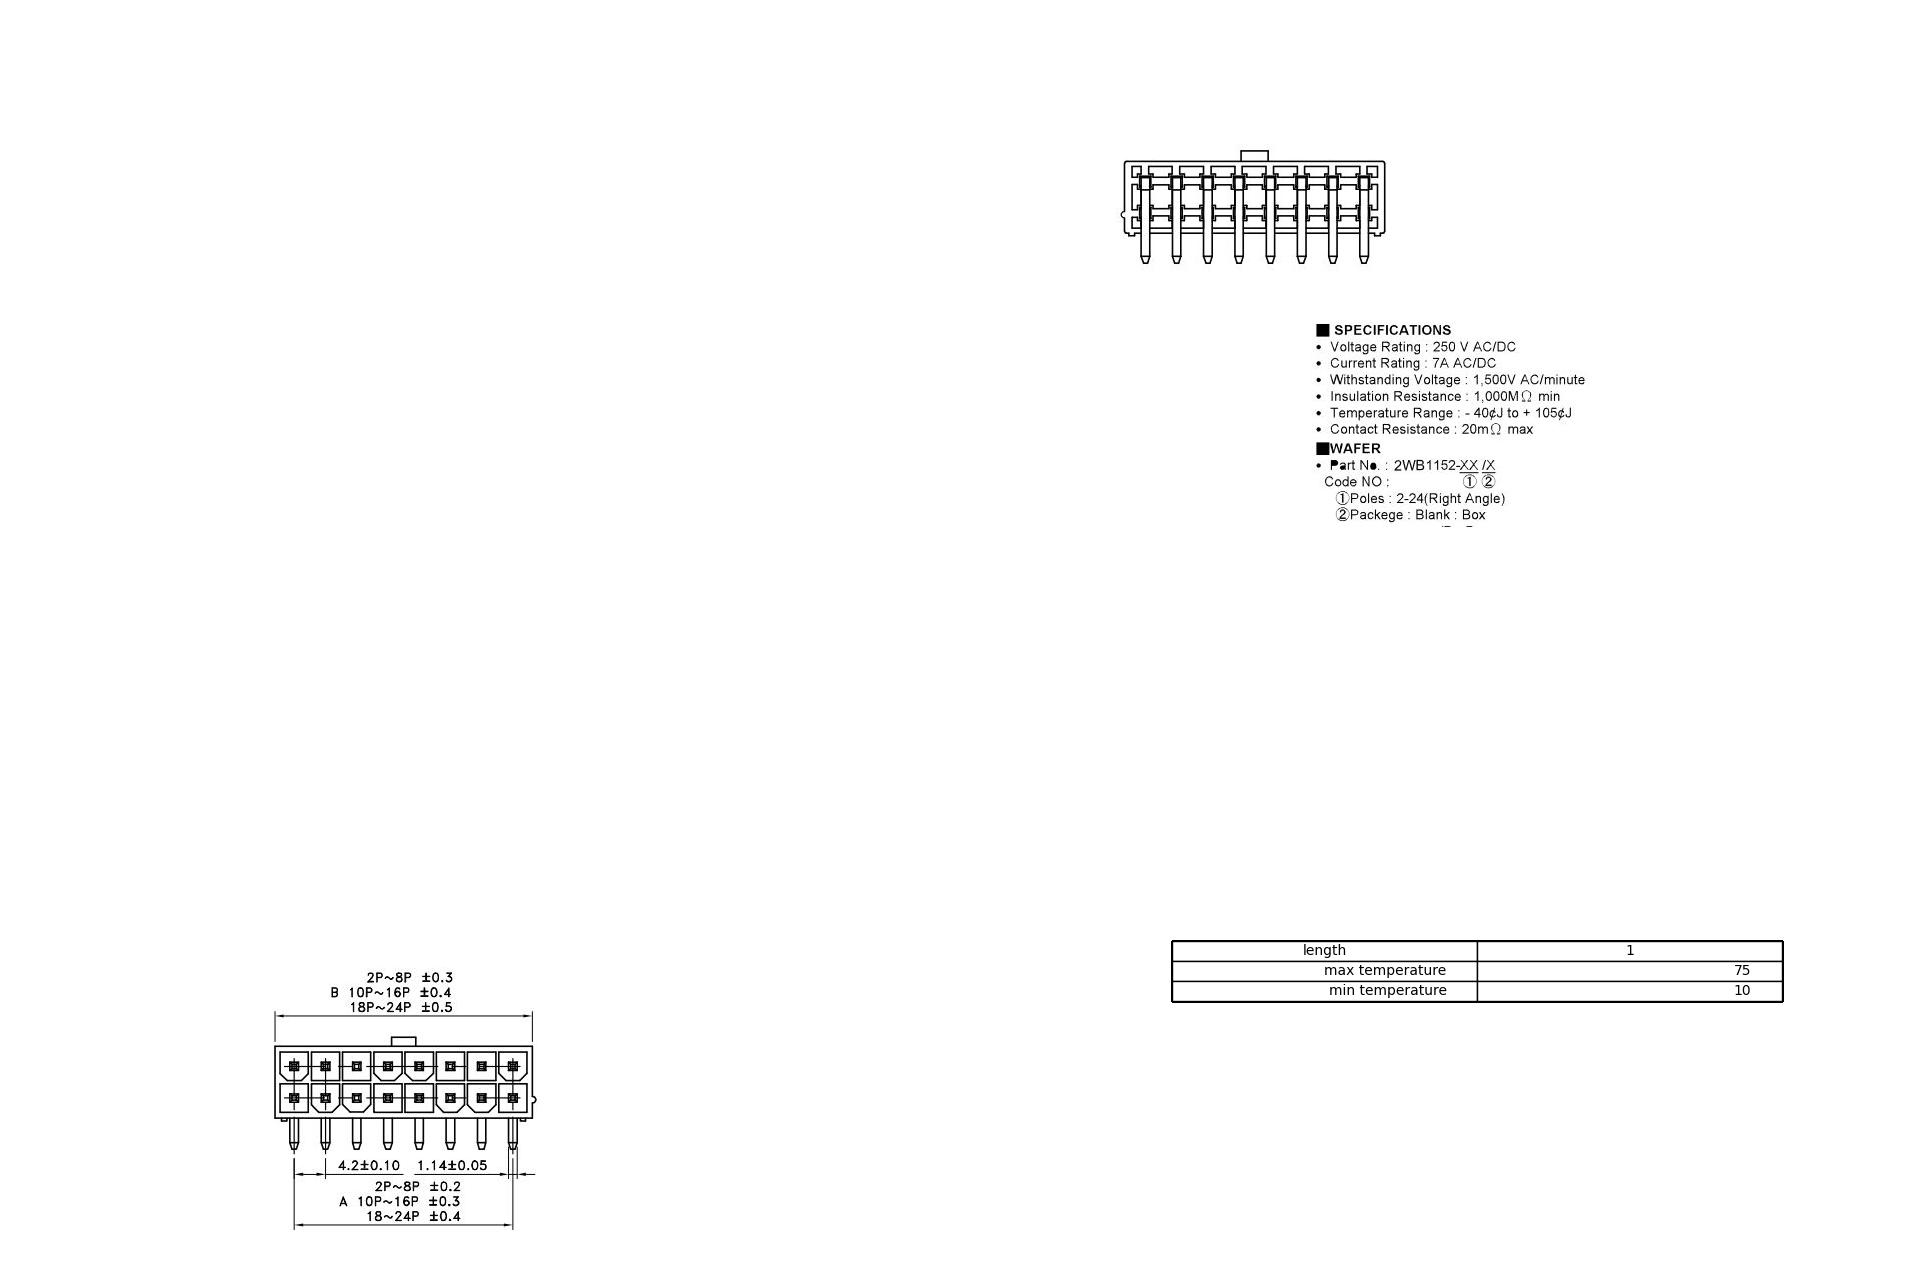 ■ SPECIFICATIONS
• Voltage Rating : 250 V AC/DC
• Current Rating : 7A AC/DC
• Withstanding Voltage : 1,500V AC/minute
• Insulation Resistance : 1,000MΩ min
• Temperature Range : - 40¢J to + 105¢J
• Contact Resistance : 20mΩ max
■WAFER
• Part No. : 2WB1152-XX /X
Code NO : ① ②
①Poles : 2-24(Right Angle)
②Packege : Blank : Box
length 1
max temperature 75
min temperature 10
2P~8P ±0.3
B 10P~16P ±0.4
18P~24P ±0.5
4.2±0.10 1.14±0.05
2P~8P ±0.2
A 10P~16P ±0.3
18~24P ±0.4